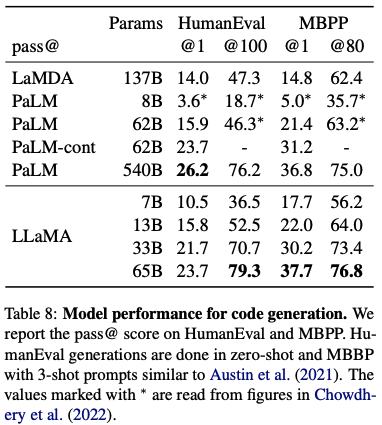 Params HumanEval MBPP
pass@ @1 @100 @1 @80
LaMDA 137B 14.0 47.3 14.8 62.4
PaLM 8B 3.6* 18.7* 5.0* 35.7*
PaLM 62B 15.9 46.3* 21.4 63.2*
PaLM-cont 62B 23.7 - 31.2 -
PaLM 540B 26.2 76.2 36.8 75.0
7B 10.5 36.5 17.7 56.2
13B 15.8 52.5 22.0 64.0
LLaMA
33B 21.7 70.7 30.2 73.4
65B 23.7 79.3 37.7 76.8
Table 8: Model performance for code generation. We
report the pass@ score on HumanEval and MBPP. Hu-
manEval generations are done in zero-shot and MBBP
with 3-shot prompts similar to Austin et al. (2021). The
values marked with * are read from figures in Chowdh-
ery et al. (2022).